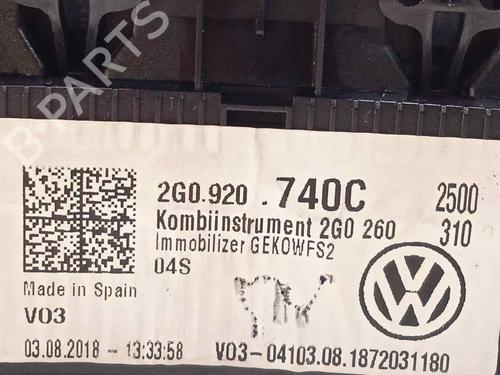 B-PARTS
2G0.920 .740C 2500
Kombiinstrument 2G0 260 310
Immobilizer GEKOWFS2
04S
Made in Spain
V03
03.08.2018 - 13:33:58 V03-04103.08.1872031180